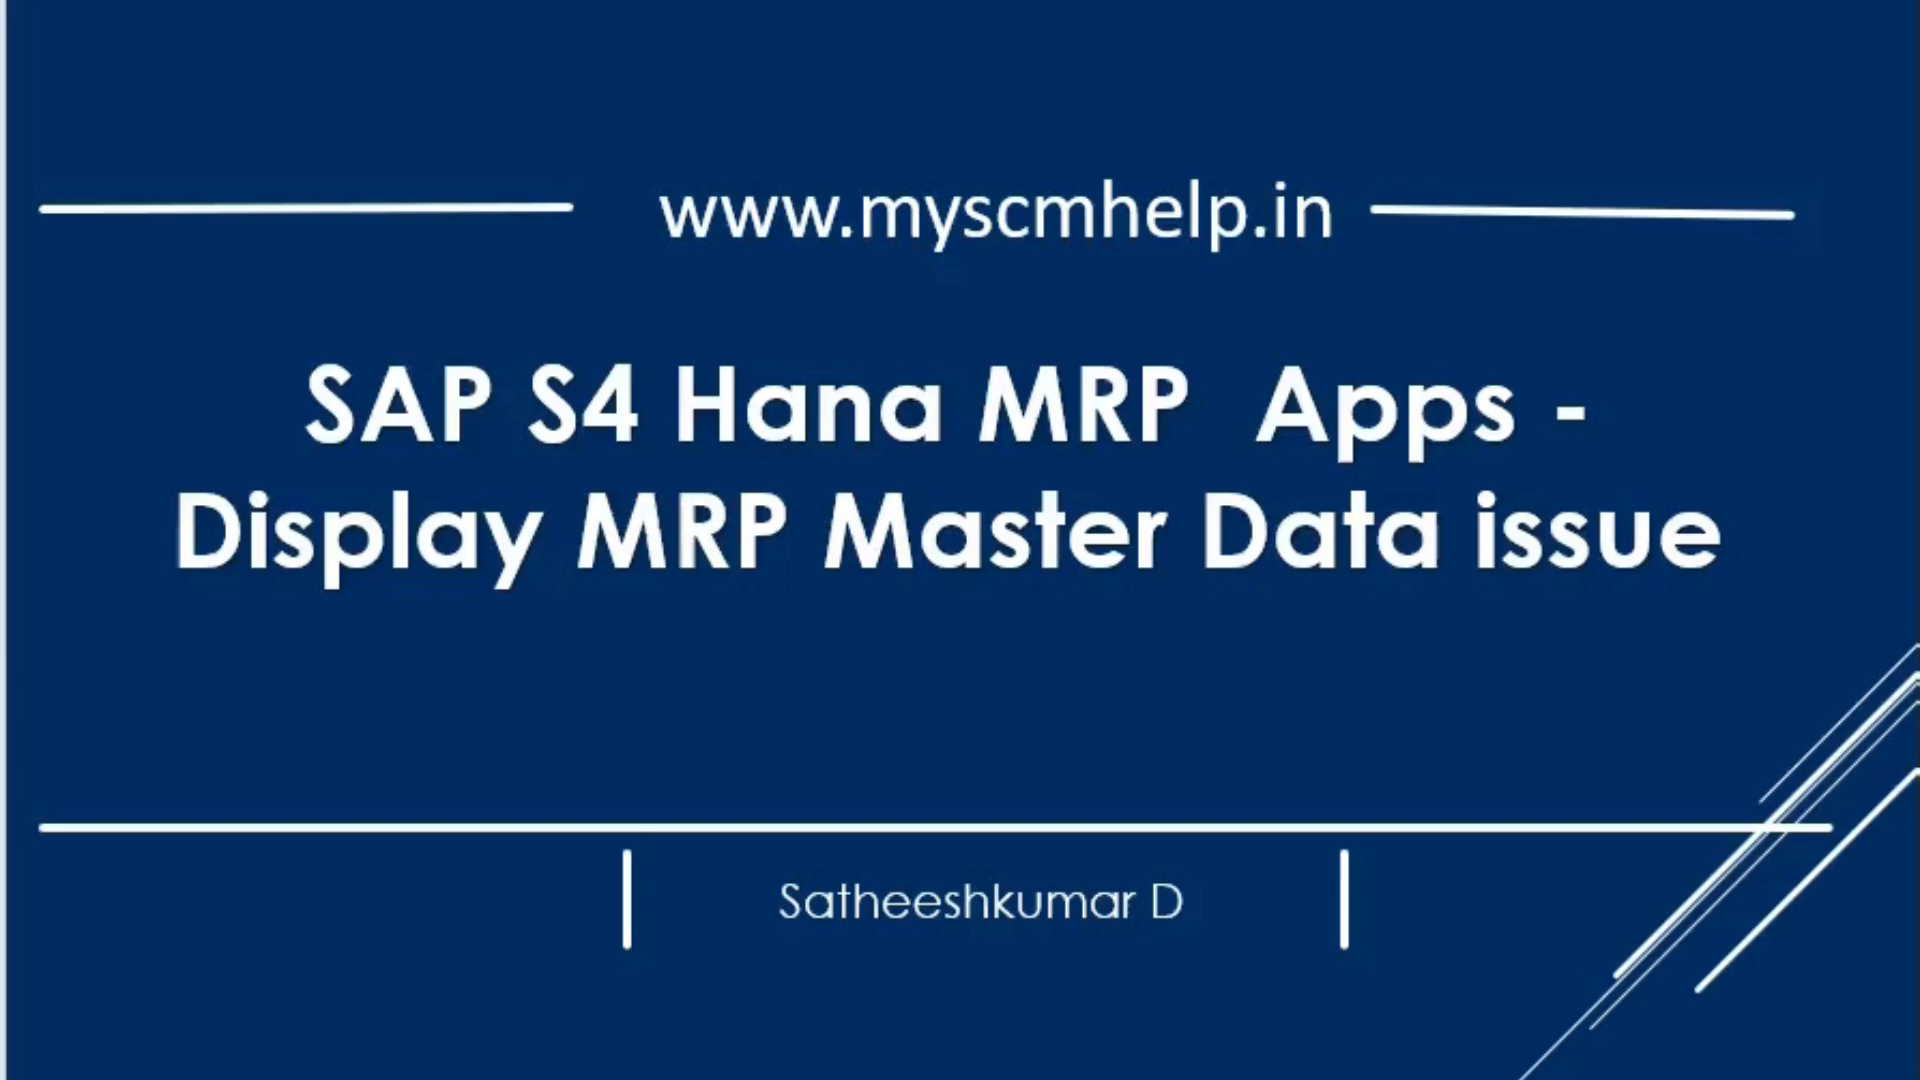 www.myscmhelp.in
SAP S4 Hana MRP  Apps -
Display MRP Master Data issue
Satheeshkumar D